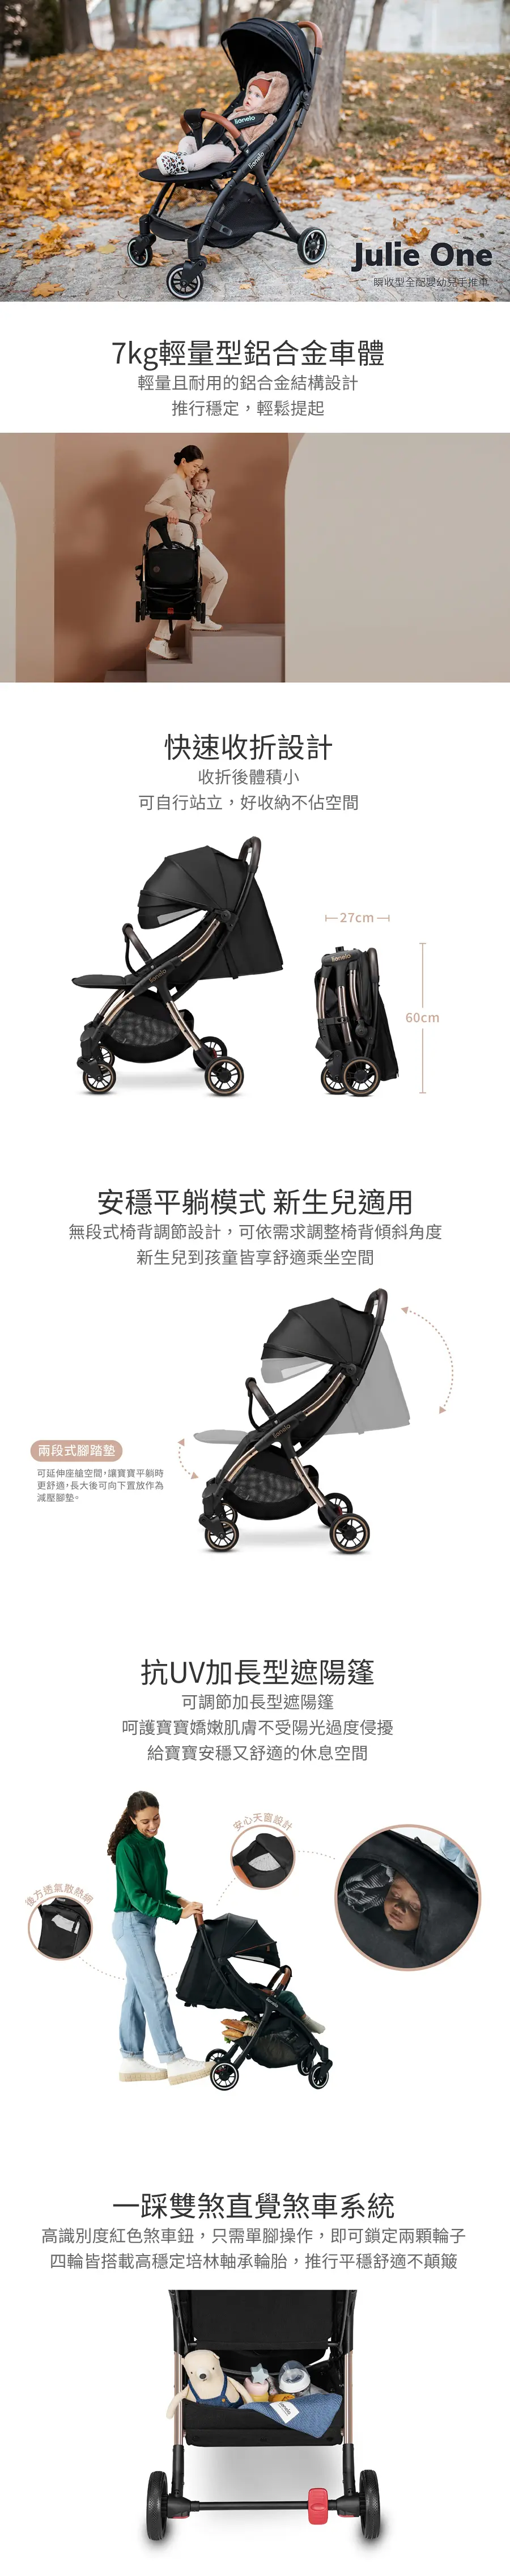 lionelo
lionelo
Julie One
瞬收型全配嬰幼兒手推車
7kg輕量型鋁合金車體
輕量且耐用的鋁合金結構設計
推行穩定，輕鬆提起
快速收折設計
收折後體積小
可自行站立，好收納不佔空間
27cm
lionelo
lionelo
60cm
安穩平躺模式 新生兒適用
無段式椅背調節設計，可依需求調整椅背傾斜角度
新生兒到孩童皆享舒適乘坐空間
lionelo
兩段式腳踏墊
可延伸座艙空間，讓寶寶平躺時
更舒適，長大後可向下置放作為
減壓腳墊。
抗UV加長型遮陽篷
可調節加長型遮陽篷
呵護寶寶嬌嫩肌膚不受陽光過度侵擾
給寶寶安穩又舒適的休息空間
安心天窗設計
後方透氣散熱網
lionelo
一踩雙煞直覺煞車系統
高識別度紅色煞車鈕，只需單腳操作，即可鎖定兩顆輪子
四輪皆搭載高穩定培林軸承輪胎，推行平穩舒適不顛簸
lionelo